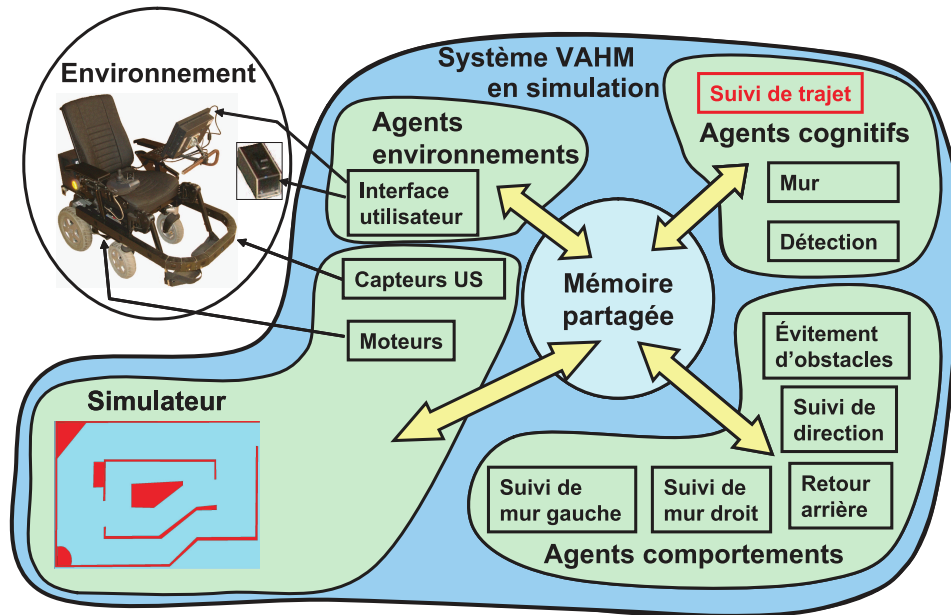 Environnement
Système VAHM
en simulation
Suivi de trajet
Agents cognitifs
Mur
Détection
Agents
environnements
Interface
utilisateur
Capteurs US
Moteurs
Mémoire
partagée
Évitement
d'obstacles
Suivi de
direction
Retour
arrière
Suivi de
mur droit
Suivi de
mur gauche
Agents comportements
Simulateur